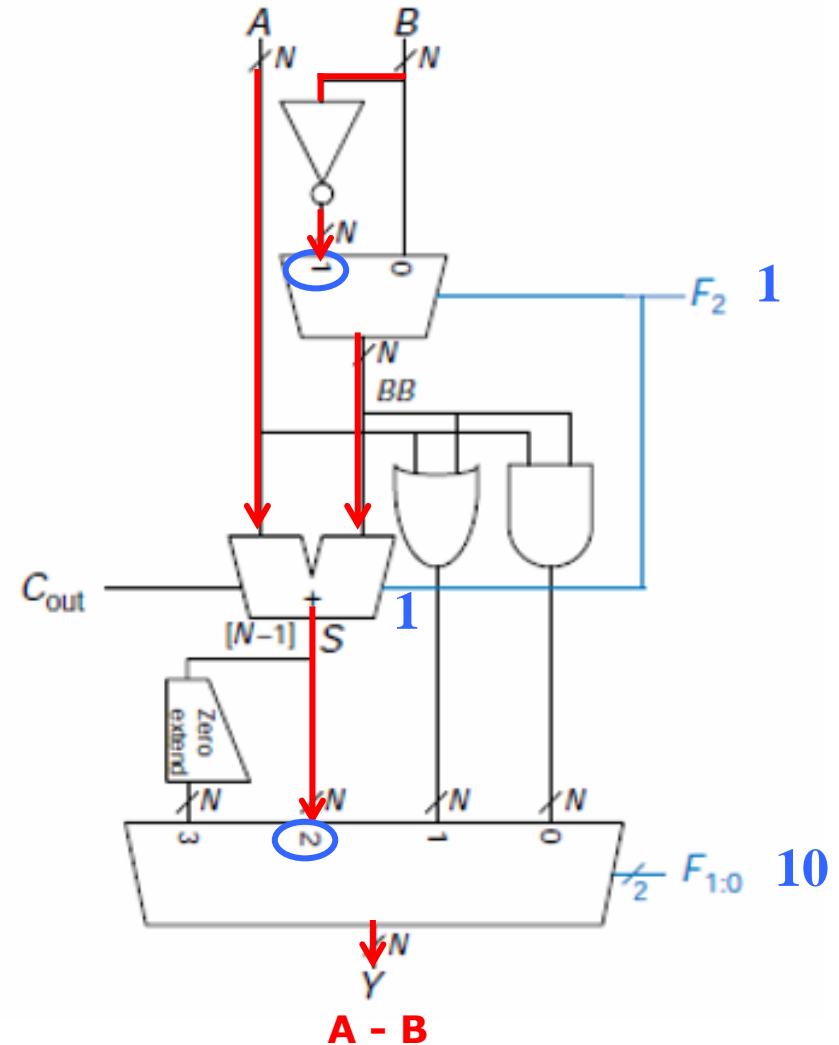 A B
N N
N
1 0
F2 1
N
BB
Cout
+ 1
[N–1] S
Zero
extend
N N N N
3 2 1 0
F1:0 10
2
N
Y
A - B